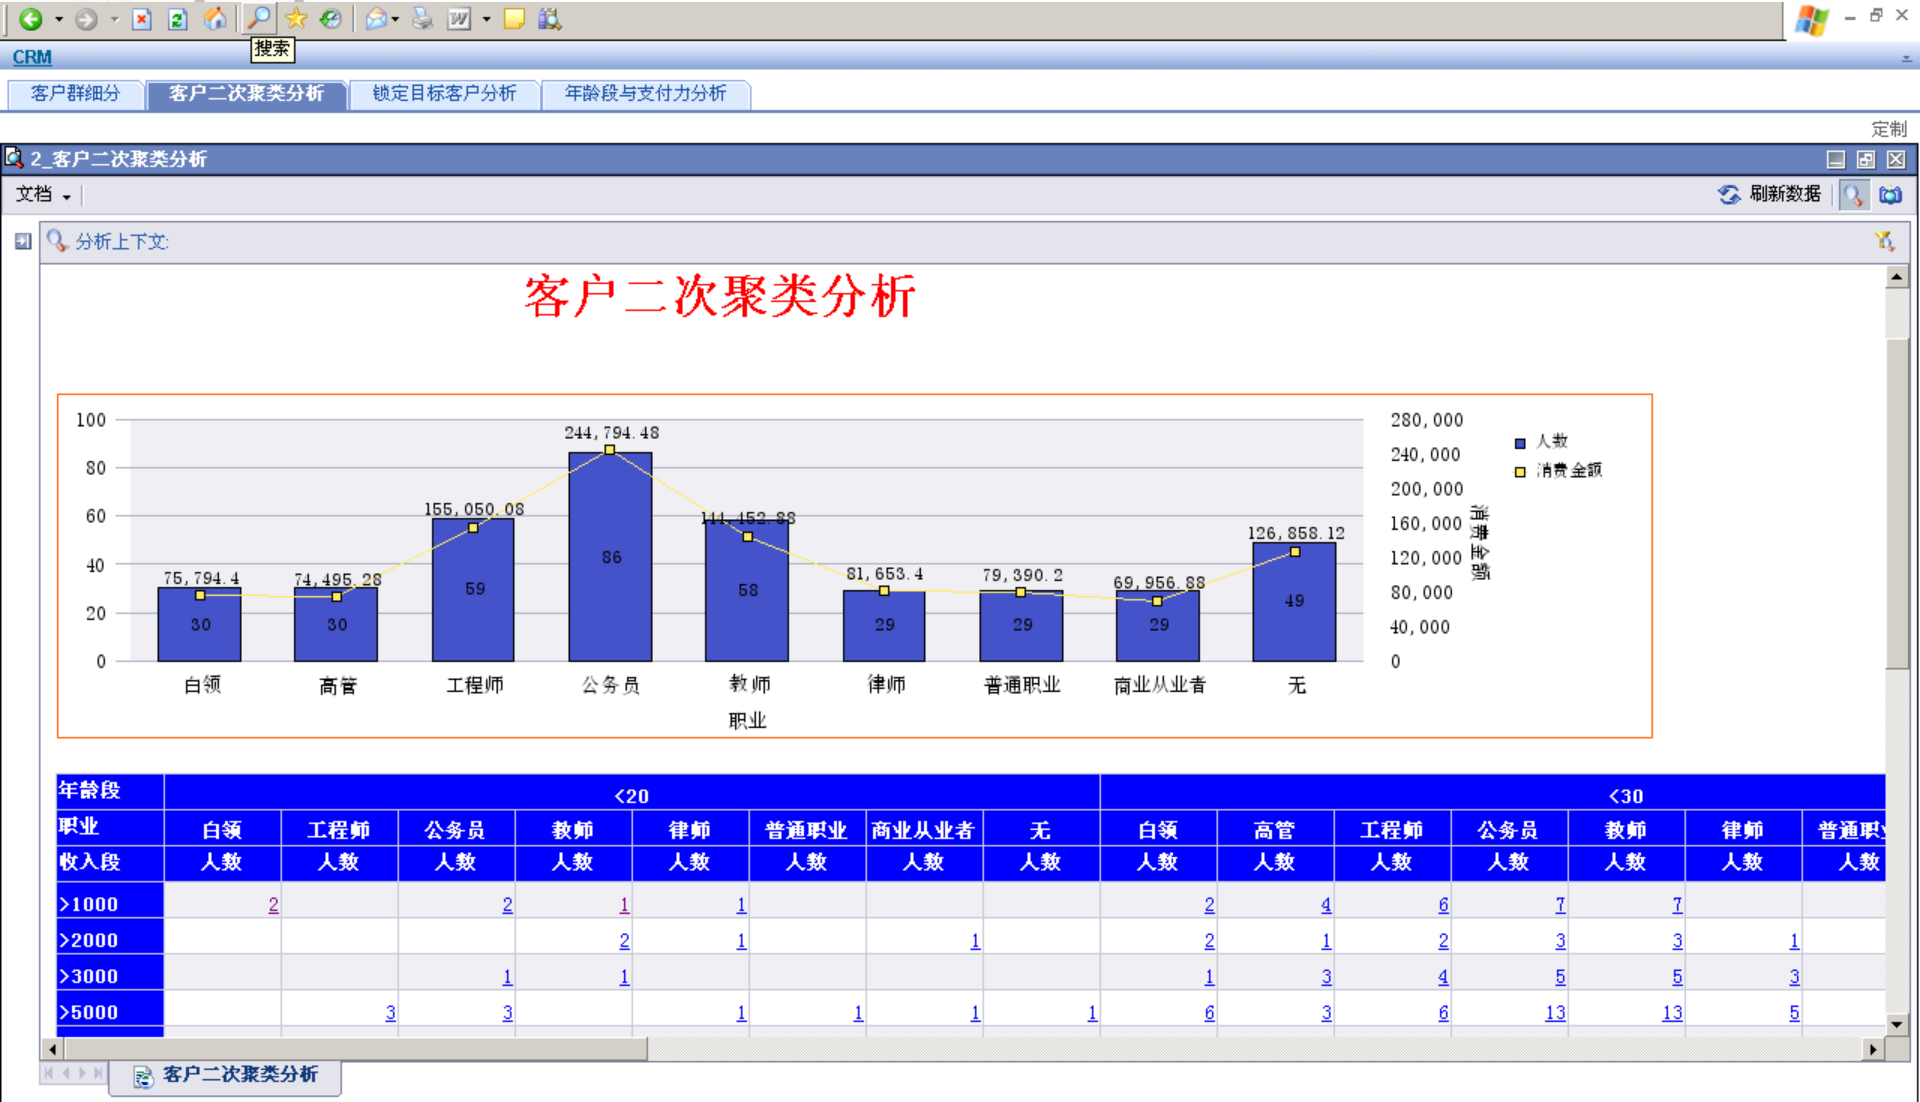 搜索
CRM
客户群细分 客户二次聚类分析 锁定目标客户分析 年龄段与支付力分析
定制
2_客户二次聚类分析
文档 刷新数据
分析上下文:
客户二次聚类分析
100 80 60 40 20 0
280,000 240,000 200,000 160,000 120,000 80,000 40,000 0
消费金额
人数
消费金额
75,794.4 74,495.28 155,050.08 244,794.48 144,452.88 81,653.4 79,390.2 69,956.88 126,858.12
30 30 59 86 58 29 29 29 49
白领 高管 工程师 公务员 教师 律师 普通职业 商业从业者 无
职业
年龄段 <20 <30
职业 白领 工程师 公务员 教师 律师 普通职业 商业从业者 无 白领 高管 工程师 公务员 教师 律师 普通职
收入段 人数 人数 人数 人数 人数 人数 人数 人数 人数 人数 人数 人数 人数 人数 人数
>1000 2 2 1 1 2 4 6 7 7
>2000 2 1 1 2 1 2 3 3 1
>3000 1 1 1 3 4 5 5 3
>5000 3 3 1 1 1 1 6 3 6 13 13 5
客户二次聚类分析